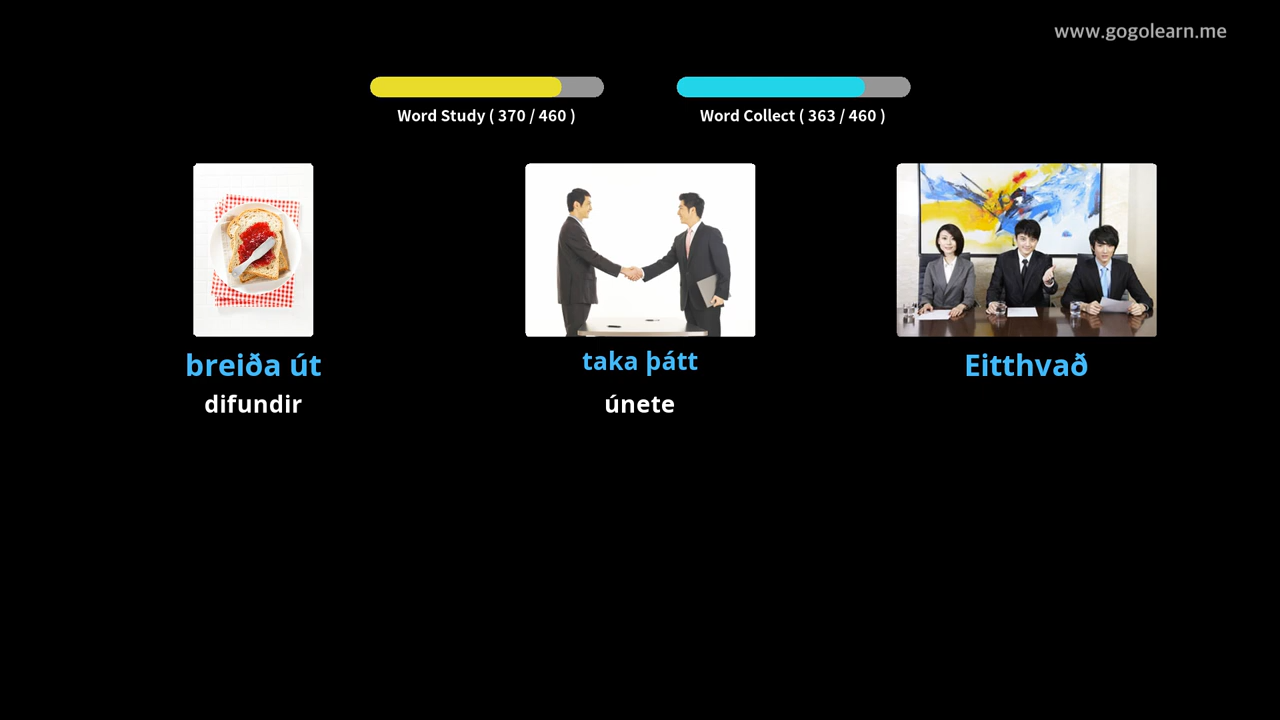 www.gogolearn.me
Word Study ( 370 / 460 )
Word Collect ( 363 / 460 )
breiða út
difundir
taka þátt
únete
Eitthvað